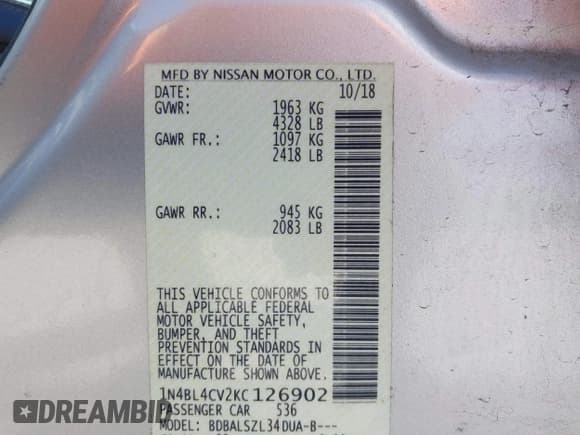 MFD BY NISSAN MOTOR CO., LTD.
DATE: 10/18
GVWR: 1963 KG
4328 LB
GAWR FR.: 1097 KG
2418 LB
GAWR RR.: 945 KG
2083 LB
THIS VEHICLE CONFORMS TO
ALL APPLICABLE FEDERAL
MOTOR VEHICLE SAFETY,
BUMPER, AND THEFT
PREVENTION STANDARDS IN
EFFECT ON THE DATE OF
MANUFACTURE SHOWN ABOVE.
1N4BL4CV2KC126902
PASSENGER CAR 536
MODEL: BDBALSZL34DUA-B---
DREAMBID